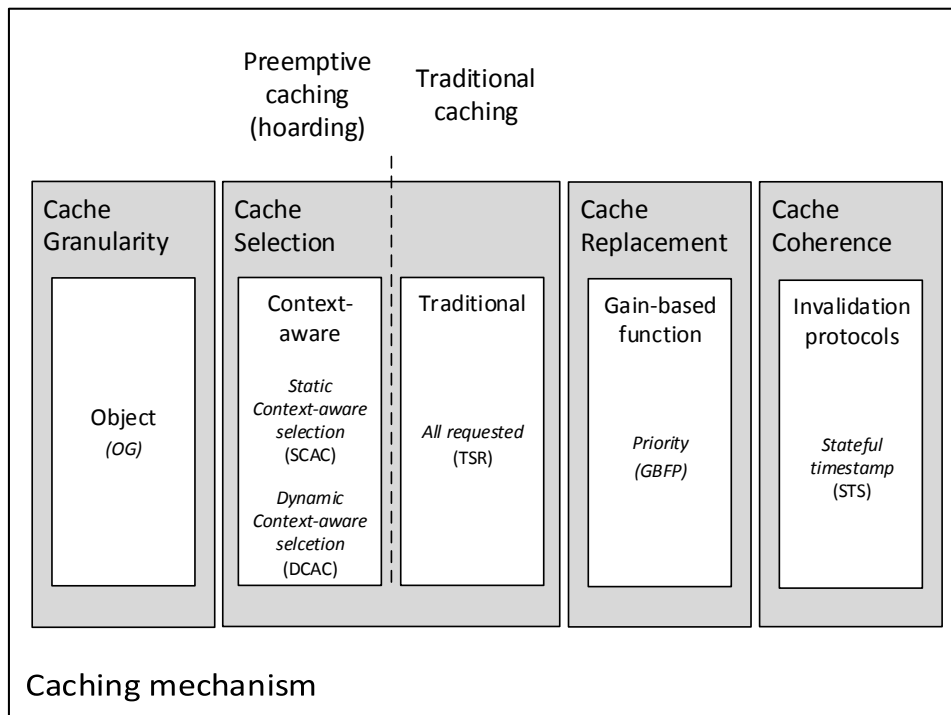 Preemptive
caching
(hoarding)
Traditional
caching
Cache
Granularity
Object
(OG)
Cache
Selection
Context-
aware
Static
Context-aware
selection
(SCAC)
Dynamic
Context-aware
selcetion
(DCAC)
Traditional
All requested
(TSR)
Cache
Replacement
Gain-based
function
Priority
(GBFP)
Cache
Coherence
Invalidation
protocols
Stateful
timestamp
(STS)
Caching mechanism